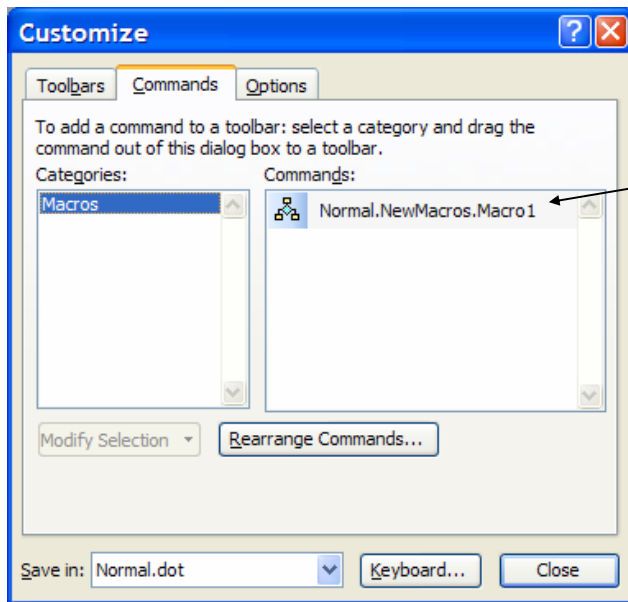 Customize
?
Toolbars Commands Options
To add a command to a toolbar: select a category and drag the
command out of this dialog box to a toolbar.
Categories: Commands:
Macros Normal.NewMacros.Macro1
Modify Selection Rearrange Commands...
Save in: Normal.dot Keyboard... Close